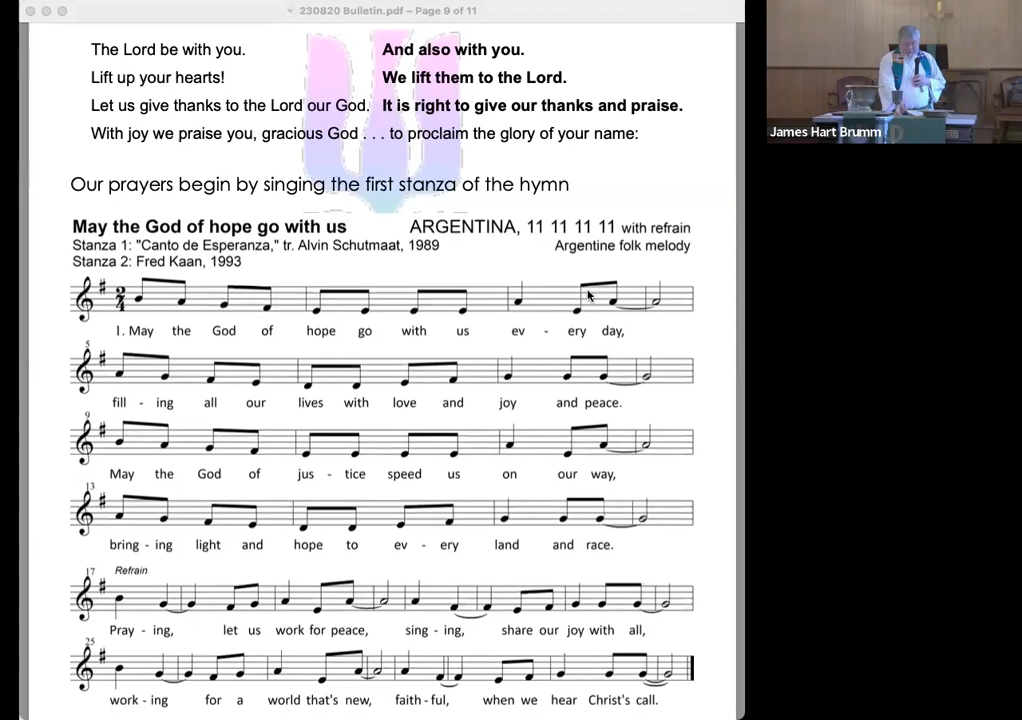 230820 Bulletin.pdf – Page 9 of 11
The Lord be with you. And also with you.
Lift up your hearts! We lift them to the Lord.
Let us give thanks to the Lord our God. It is right to give our thanks and praise.
With joy we praise you, gracious God . . . to proclaim the glory of your name:
Our prayers begin by singing the first stanza of the hymn
May the God of hope go with us ARGENTINA, 11 11 11 11 with refrain
Stanza 1: "Canto de Esperanza," tr. Alvin Schutmaat, 1989 Argentine folk melody
Stanza 2: Fred Kaan, 1993
2
4
1. May the God of hope go with us ev - ery day,
5
fill - ing all our lives with love and joy and peace.
9
May the God of jus - tice speed us on our way,
13
bring - ing light and hope to ev - ery land and race.
17 Refrain
Pray - ing, let us work for peace, sing - ing, share our joy with all,
25
work - ing for a world that's new, faith - ful, when we hear Christ's call.
James Hart Brumm